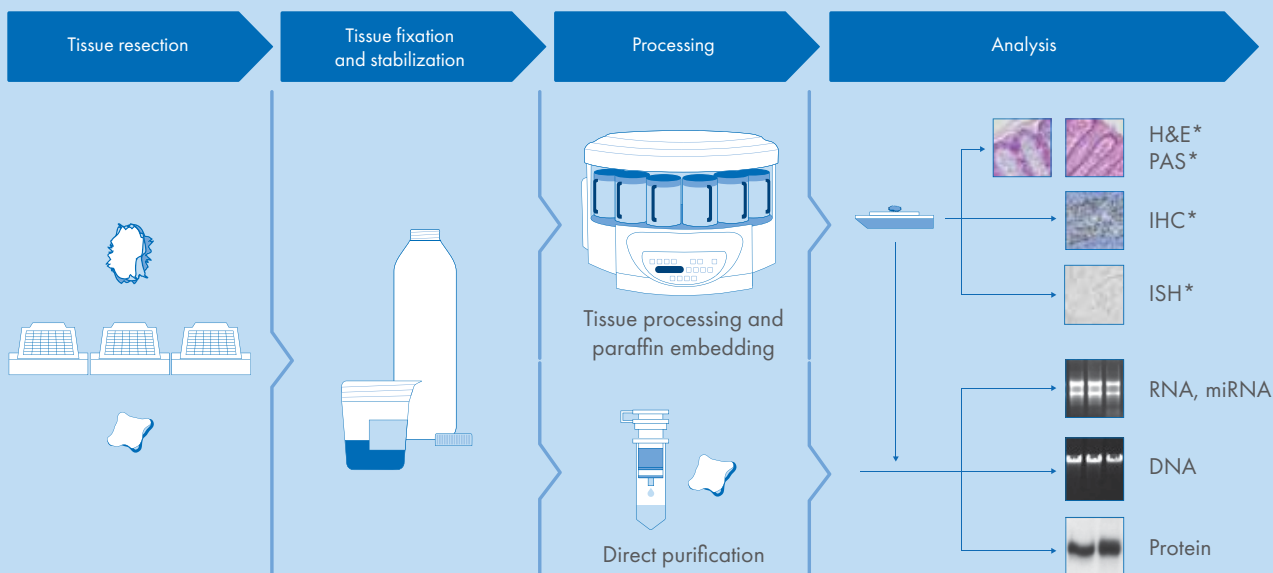 Tissue resection
Tissue fixation
and stabilization
Processing
Analysis
H&E*
PAS*
IHC*
ISH*
Tissue processing and
paraffin embedding
RNA, miRNA
DNA
Protein
Direct purification